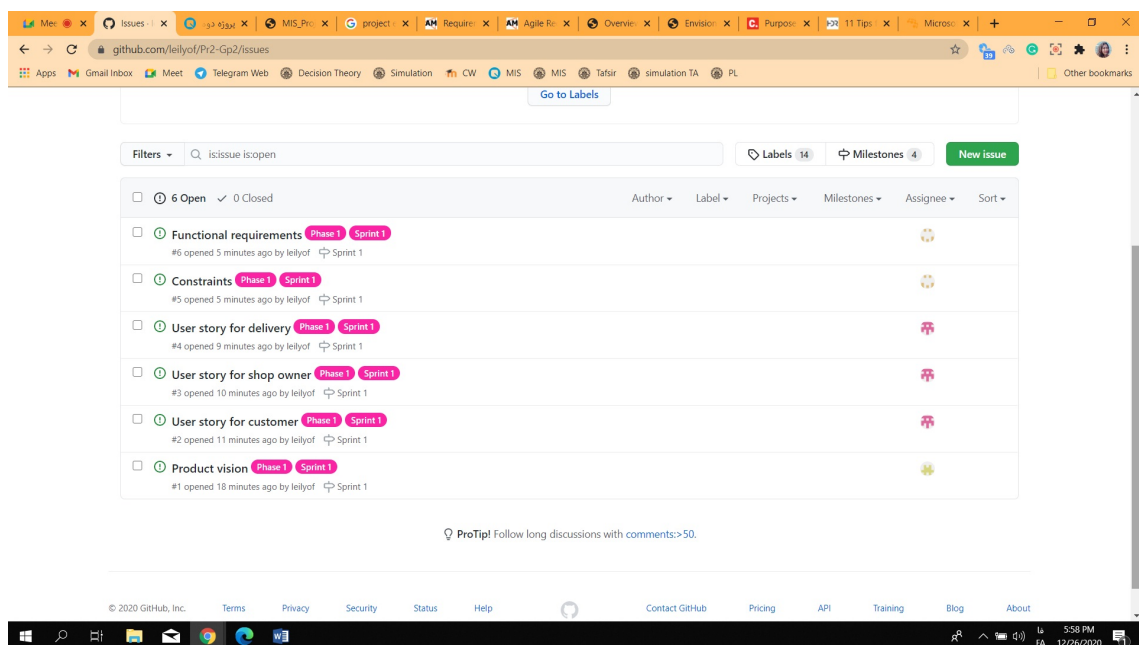 Mee
Issues ·
پروژه دوم
MIS_Pro
project
Require
Agile Re
Overvie
Envision
Purpose
11 Tips
Microso
github.com/leilyof/Pr2-Gp2/issues
39
Apps Gmail Inbox Meet Telegram Web Decision Theory Simulation CW MIS MIS Tafsir simulation TA PL Other bookmarks
Go to Labels
Filters is:issue is:open Labels 14 Milestones 4 New issue
6 Open 0 Closed Author Label Projects Milestones Assignee Sort
Functional requirements Phase 1 Sprint 1
#6 opened 5 minutes ago by leilyof Sprint 1
Constraints Phase 1 Sprint 1
#5 opened 5 minutes ago by leilyof Sprint 1
User story for delivery Phase 1 Sprint 1
#4 opened 9 minutes ago by leilyof Sprint 1
User story for shop owner Phase 1 Sprint 1
#3 opened 10 minutes ago by leilyof Sprint 1
User story for customer Phase 1 Sprint 1
#2 opened 11 minutes ago by leilyof Sprint 1
Product vision Phase 1 Sprint 1
#1 opened 18 minutes ago by leilyof Sprint 1
ProTip! Follow long discussions with comments:>50.
© 2020 GitHub, Inc. Terms Privacy Security Status Help Contact GitHub Pricing API Training Blog About
فا 5:58 PM
FA 12/26/2020